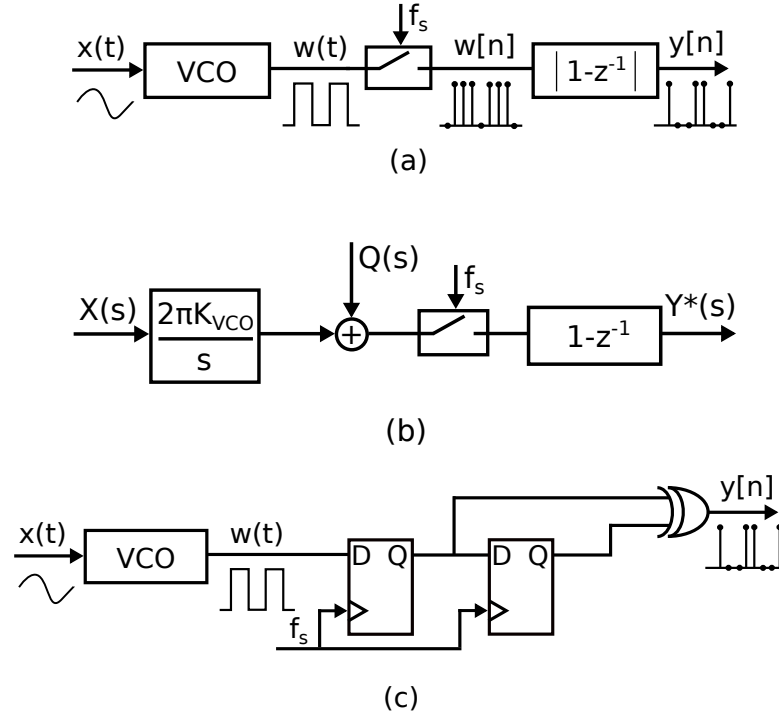 f_s
x(t) VCO w(t) w[n] |1-z⁻¹| y[n]
(a)
Q(s)
X(s) 2πK_VCO f_s Y*(s)
s + 1-z⁻¹
(b)
y[n]
x(t) VCO w(t) D Q D Q
f_s
(c)